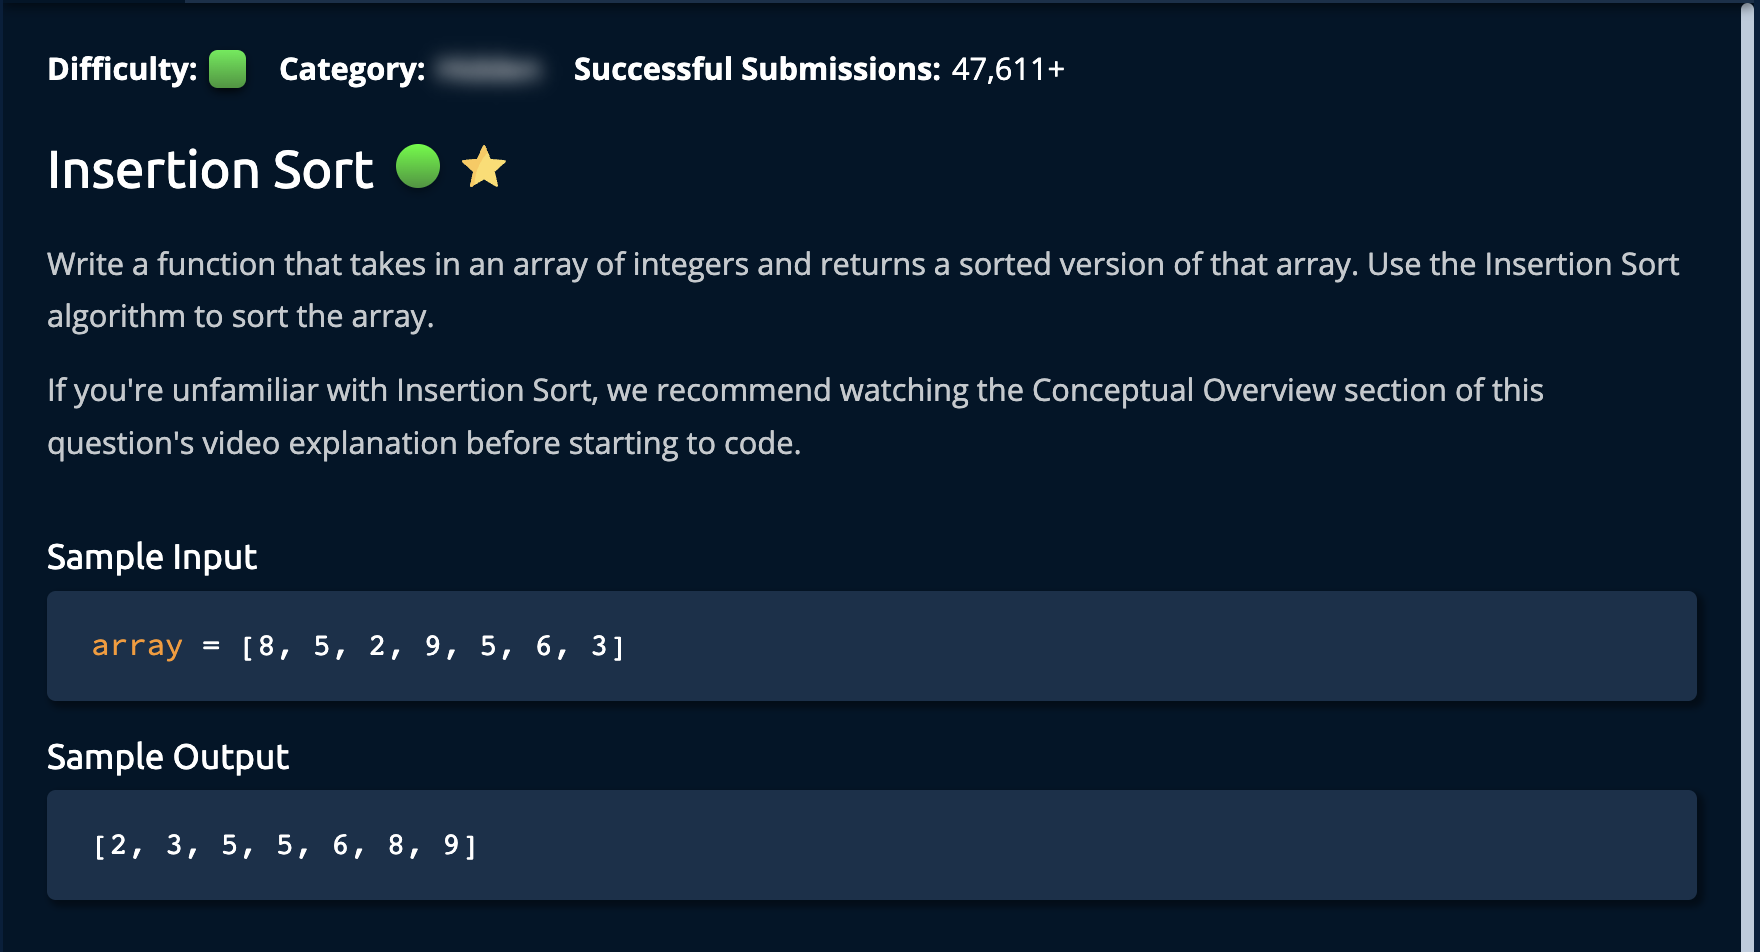 Difficulty: Category: Successful Submissions: 47,611+
Insertion Sort
Write a function that takes in an array of integers and returns a sorted version of that array. Use the Insertion Sort
algorithm to sort the array.
If you're unfamiliar with Insertion Sort, we recommend watching the Conceptual Overview section of this
question's video explanation before starting to code.
Sample Input
array = [8, 5, 2, 9, 5, 6, 3]
Sample Output
[2, 3, 5, 5, 6, 8, 9]